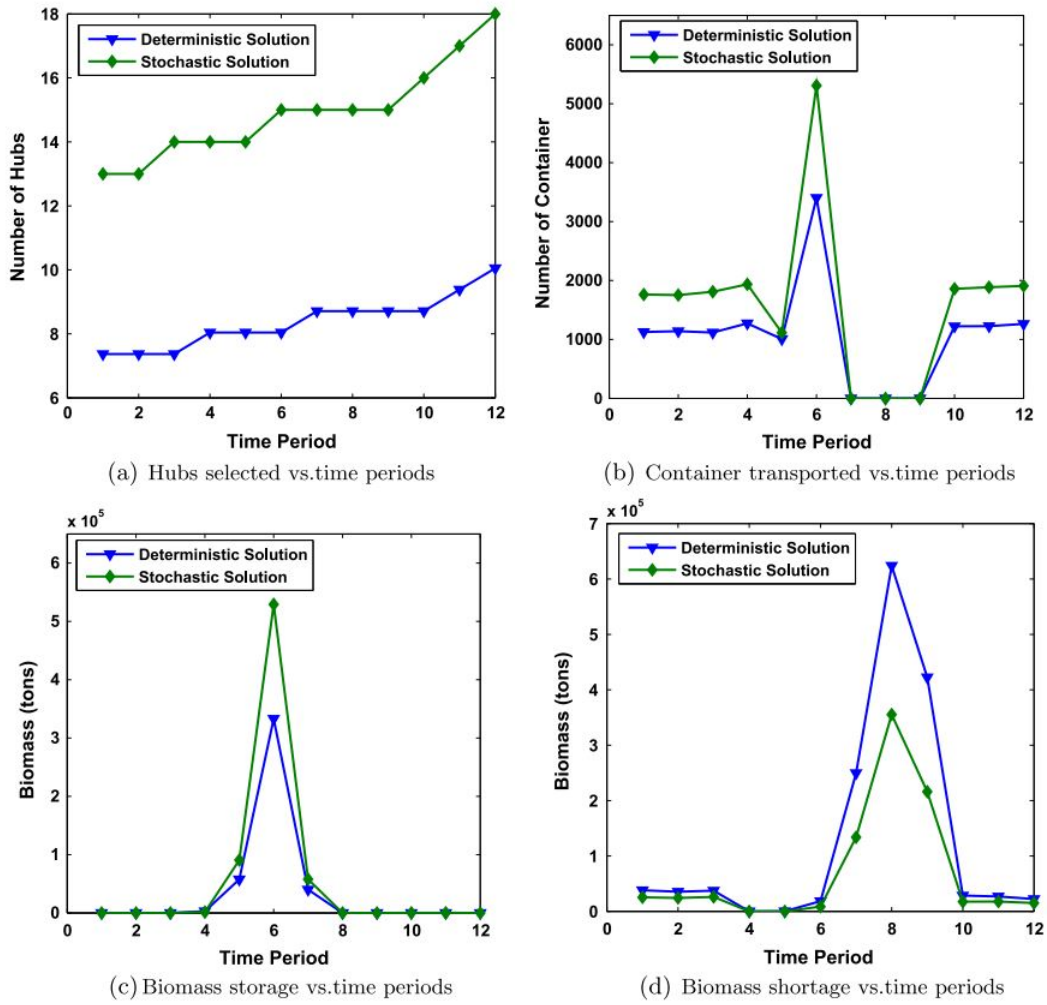 18
16
14
12
10
8
6
Number of Hubs
Deterministic Solution
Stochastic Solution
0 2 4 6 8 10 12
Time Period
(a) Hubs selected vs.time periods
6000
5000
4000
3000
2000
1000
0
Number of Container
Deterministic Solution
Stochastic Solution
0 2 4 6 8 10 12
Time Period
(b) Container transported vs.time periods
x 10^5
6
5
4
3
2
1
0
Biomass (tons)
Deterministic Solution
Stochastic Solution
0 2 4 6 8 10 12
Time Period
(c) Biomass storage vs.time periods
x 10^5
7
6
5
4
3
2
1
0
Biomass (tons)
Deterministic Solution
Stochastic Solution
0 2 4 6 8 10 12
Time Period
(d) Biomass shortage vs.time periods